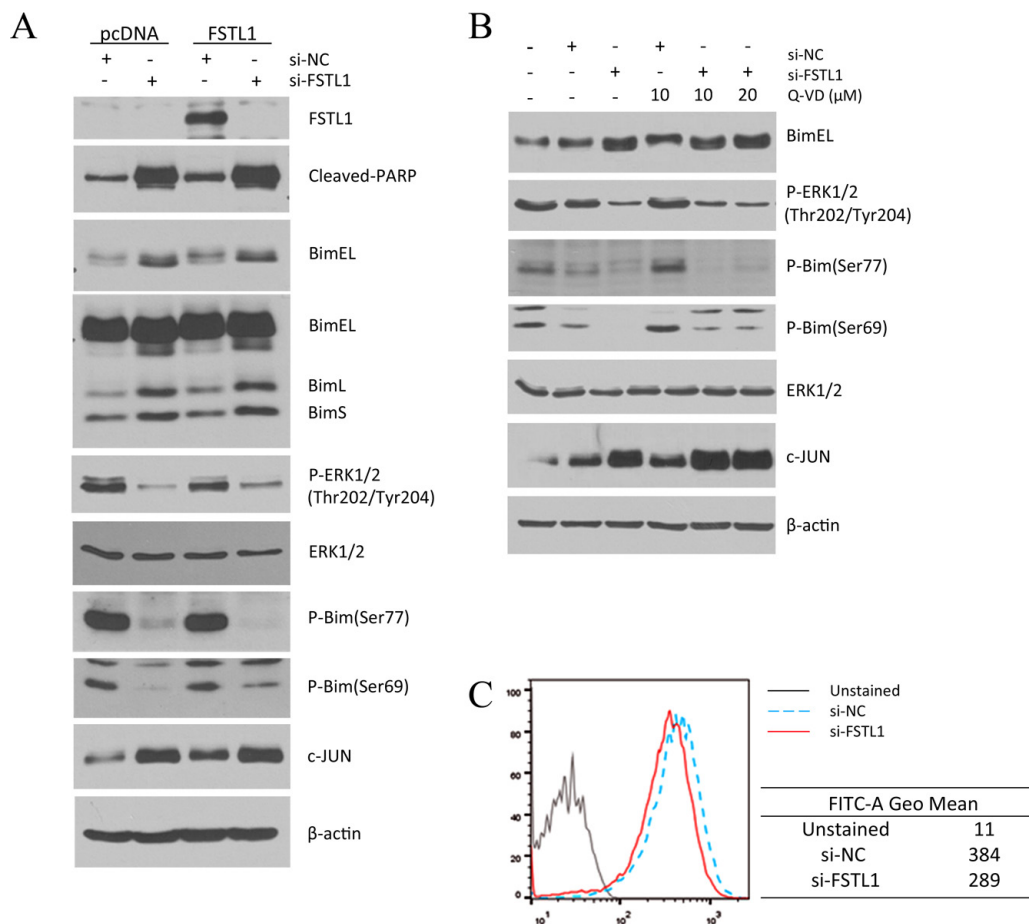 A
pcDNA FSTL1
+ - + - si-NC
- + - + si-FSTL1
FSTL1
Cleaved-PARP
BimEL
BimEL
BimL
BimS
P-ERK1/2
(Thr202/Tyr204)
ERK1/2
P-Bim(Ser77)
P-Bim(Ser69)
c-JUN
β-actin
B
- + - + - - si-NC
- - + - + + si-FSTL1
- - - 10 10 20 Q-VD (μM)
BimEL
P-ERK1/2
(Thr202/Tyr204)
P-Bim(Ser77)
P-Bim(Ser69)
ERK1/2
c-JUN
β-actin
C
100
80
60
40
20
0
10¹ 10² 10³
Unstained
si-NC
si-FSTL1
FITC-A Geo Mean
Unstained 11
si-NC 384
si-FSTL1 289